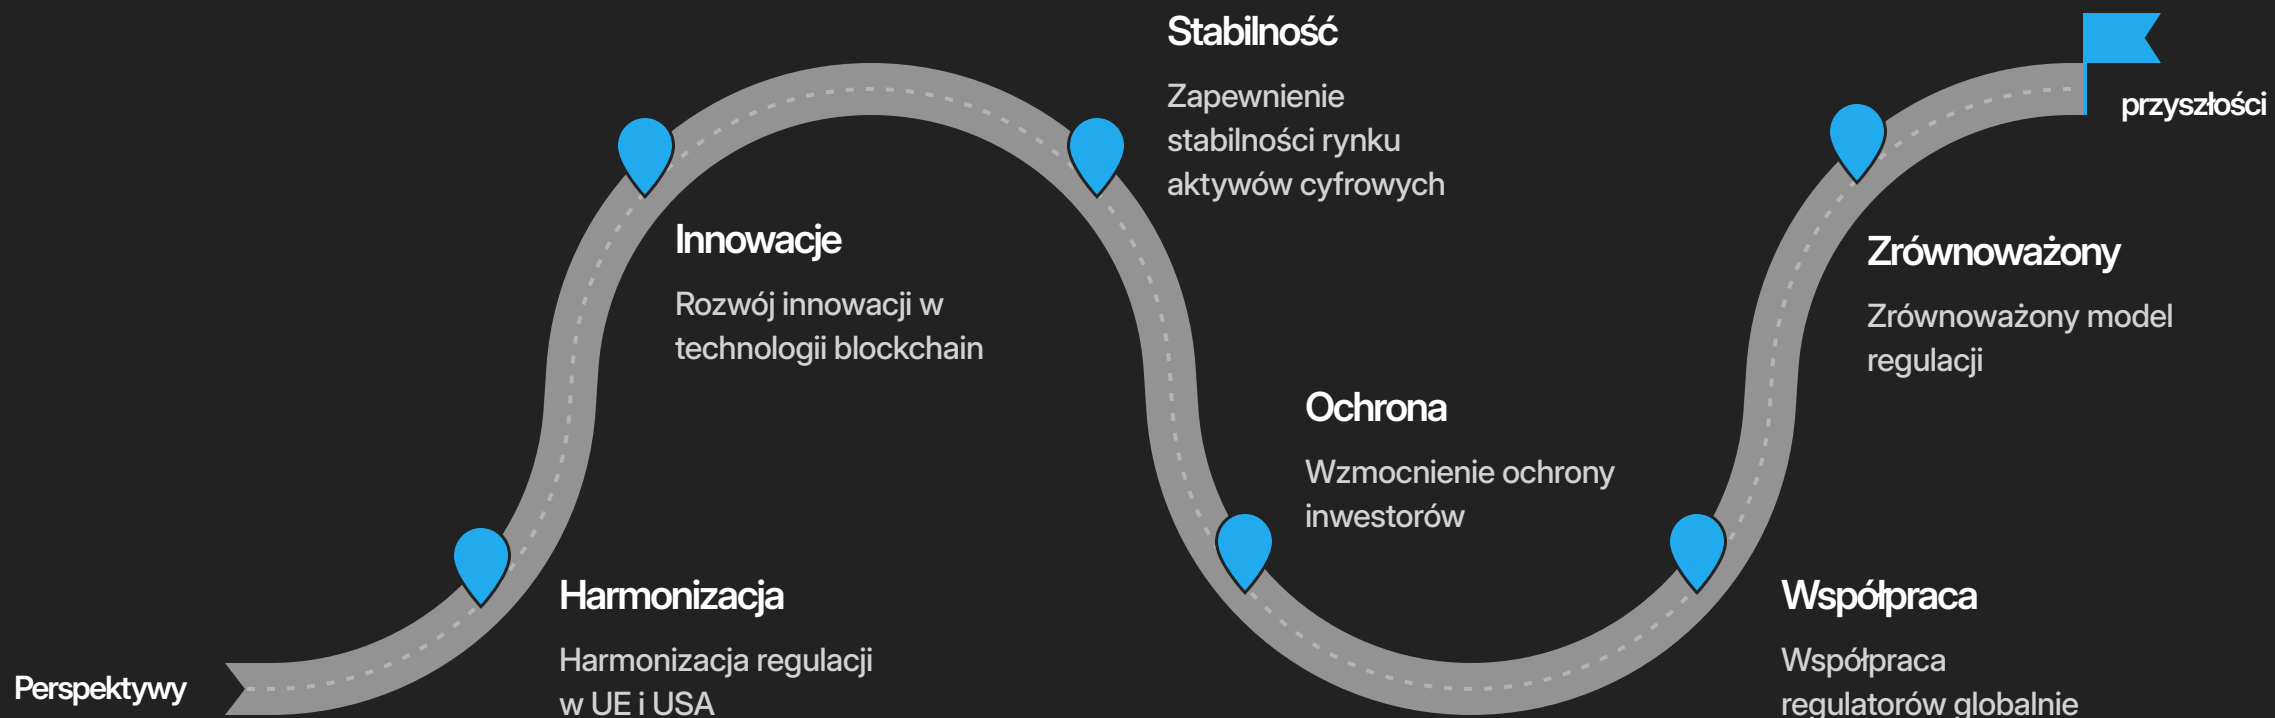 Perspektywy
Harmonizacja
Harmonizacja regulacji
w UE i USA
Innowacje
Rozwój innowacji w
technologii blockchain
Stabilność
Zapewnienie
stabilności rynku
aktywów cyfrowych
Ochrona
Wzmocnienie ochrony
inwestorów
Współpraca
Współpraca
regulatorów globalnie
Zrównoważony
Zrównoważony model
regulacji
przyszłości